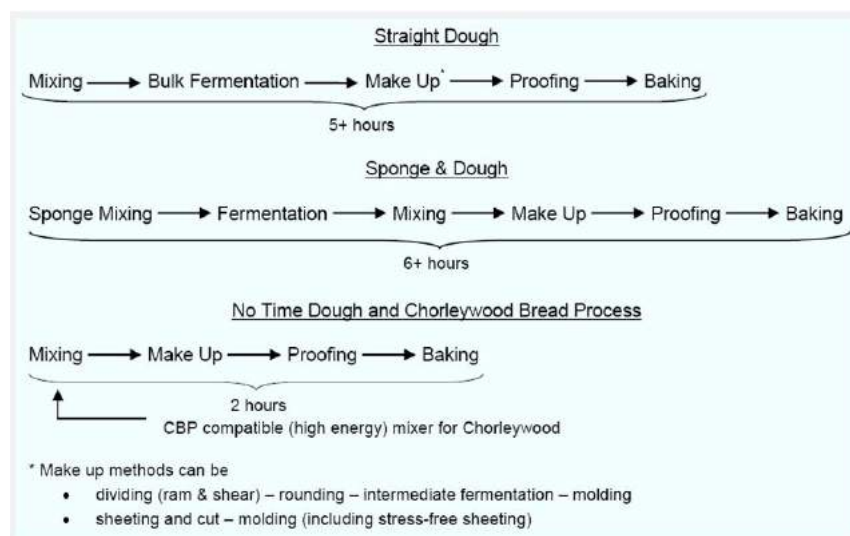 Straight Dough
Mixing → Bulk Fermentation → Make Up* → Proofing → Baking
5+ hours
Sponge & Dough
Sponge Mixing → Fermentation → Mixing → Make Up → Proofing → Baking
6+ hours
No Time Dough and Chorleywood Bread Process
Mixing → Make Up → Proofing → Baking
2 hours
CBP compatible (high energy) mixer for Chorleywood
* Make up methods can be
• dividing (ram & shear) – rounding – intermediate fermentation – molding
• sheeting and cut – molding (including stress-free sheeting)